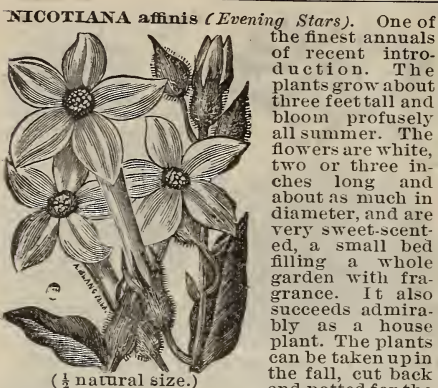 NICOTIANA affinis (Evening Stars). One of
the finest annuals
of recent intro-
duction. The
plants grow about
three feet tall and
bloom profusely
all summer. The
flowers are white,
two or three in-
ches long and
about as much in
diameter, and are
very sweet-scent-
ed, a small bed
filling a whole
garden with fra-
grance. It also
succeeds admira-
bly as a house
plant. The plants
can be taken up in
the fall, cut back
(½ natural size.)